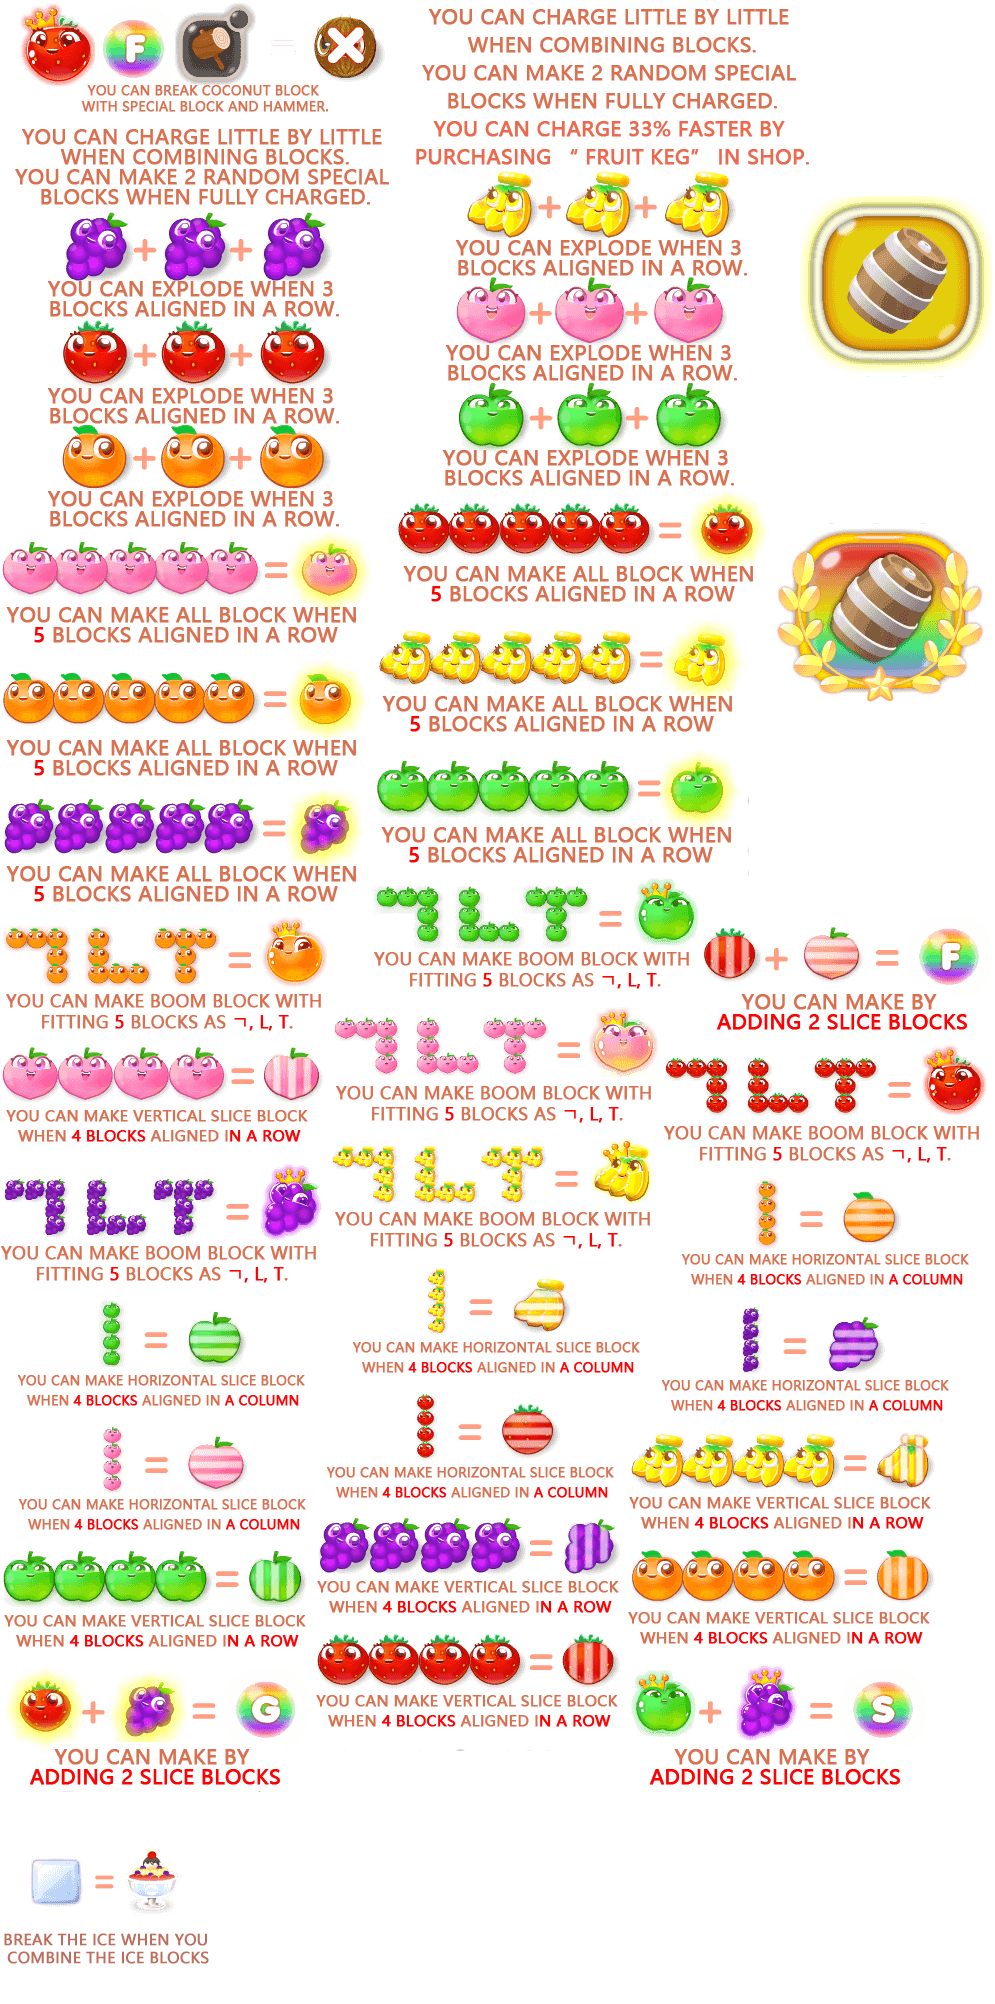 F
YOU CAN BREAK COCONUT BLOCK
WITH SPECIAL BLOCK AND HAMMER.
YOU CAN CHARGE LITTLE BY LITTLE
WHEN COMBINING BLOCKS.
YOU CAN MAKE 2 RANDOM SPECIAL
BLOCKS WHEN FULLY CHARGED.
YOU CAN CHARGE LITTLE BY LITTLE
WHEN COMBINING BLOCKS.
YOU CAN MAKE 2 RANDOM SPECIAL
BLOCKS WHEN FULLY CHARGED.
YOU CAN CHARGE 33% FASTER BY
PURCHASING “ FRUIT KEG” IN SHOP.
+ +
YOU CAN EXPLODE WHEN 3
BLOCKS ALIGNED IN A ROW.
+ +
YOU CAN EXPLODE WHEN 3
BLOCKS ALIGNED IN A ROW.
+ +
YOU CAN EXPLODE WHEN 3
BLOCKS ALIGNED IN A ROW.
+ +
YOU CAN EXPLODE WHEN 3
BLOCKS ALIGNED IN A ROW.
+ +
YOU CAN EXPLODE WHEN 3
BLOCKS ALIGNED IN A ROW.
+ +
YOU CAN EXPLODE WHEN 3
BLOCKS ALIGNED IN A ROW.
=
YOU CAN MAKE ALL BLOCK WHEN
5 BLOCKS ALIGNED IN A ROW
=
YOU CAN MAKE ALL BLOCK WHEN
5 BLOCKS ALIGNED IN A ROW
=
YOU CAN MAKE ALL BLOCK WHEN
5 BLOCKS ALIGNED IN A ROW
=
YOU CAN MAKE ALL BLOCK WHEN
5 BLOCKS ALIGNED IN A ROW
=
YOU CAN MAKE ALL BLOCK WHEN
5 BLOCKS ALIGNED IN A ROW
=
YOU CAN MAKE ALL BLOCK WHEN
5 BLOCKS ALIGNED IN A ROW
=
YOU CAN MAKE BOOM BLOCK WITH
FITTING 5 BLOCKS AS ㄱ, L, T.
=
YOU CAN MAKE BOOM BLOCK WITH
FITTING 5 BLOCKS AS ㄱ, L, T.
+ = F
YOU CAN MAKE BY
ADDING 2 SLICE BLOCKS
=
YOU CAN MAKE VERTICAL SLICE BLOCK
WHEN 4 BLOCKS ALIGNED IN A ROW
=
YOU CAN MAKE BOOM BLOCK WITH
FITTING 5 BLOCKS AS ㄱ, L, T.
=
YOU CAN MAKE BOOM BLOCK WITH
FITTING 5 BLOCKS AS ㄱ, L, T.
=
YOU CAN MAKE BOOM BLOCK WITH
FITTING 5 BLOCKS AS ㄱ, L, T.
=
YOU CAN MAKE BOOM BLOCK WITH
FITTING 5 BLOCKS AS ㄱ, L, T.
=
YOU CAN MAKE HORIZONTAL SLICE BLOCK
WHEN 4 BLOCKS ALIGNED IN A COLUMN
=
YOU CAN MAKE HORIZONTAL SLICE BLOCK
WHEN 4 BLOCKS ALIGNED IN A COLUMN
=
YOU CAN MAKE HORIZONTAL SLICE BLOCK
WHEN 4 BLOCKS ALIGNED IN A COLUMN
=
YOU CAN MAKE HORIZONTAL SLICE BLOCK
WHEN 4 BLOCKS ALIGNED IN A COLUMN
=
YOU CAN MAKE HORIZONTAL SLICE BLOCK
WHEN 4 BLOCKS ALIGNED IN A COLUMN
=
YOU CAN MAKE HORIZONTAL SLICE BLOCK
WHEN 4 BLOCKS ALIGNED IN A COLUMN
=
YOU CAN MAKE VERTICAL SLICE BLOCK
WHEN 4 BLOCKS ALIGNED IN A ROW
=
YOU CAN MAKE VERTICAL SLICE BLOCK
WHEN 4 BLOCKS ALIGNED IN A ROW
=
YOU CAN MAKE VERTICAL SLICE BLOCK
WHEN 4 BLOCKS ALIGNED IN A ROW
=
YOU CAN MAKE VERTICAL SLICE BLOCK
WHEN 4 BLOCKS ALIGNED IN A ROW
=
YOU CAN MAKE VERTICAL SLICE BLOCK
WHEN 4 BLOCKS ALIGNED IN A ROW
+ = G
YOU CAN MAKE BY
ADDING 2 SLICE BLOCKS
+ = S
YOU CAN MAKE BY
ADDING 2 SLICE BLOCKS
=
BREAK THE ICE WHEN YOU
COMBINE THE ICE BLOCKS